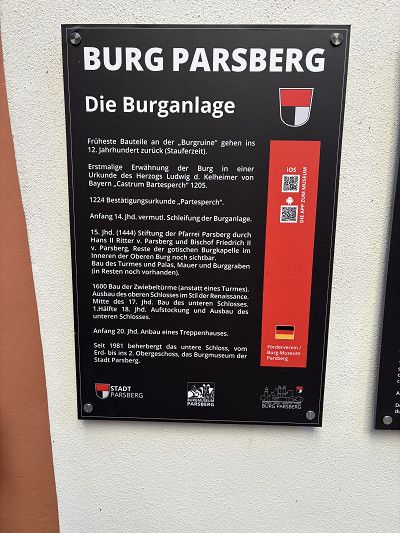 BURG PARSBERG
Die Burganlage
Früheste Bauteile an der „Burgruine" gehen ins
12. Jahrhundert zurück (Stauferzeit).
Erstmalige Erwähnung der Burg in einer
Urkunde des Herzogs Ludwig d. Kelheimer von
Bayern „Castrum Bartesperch" 1205.
1224 Bestätigungsurkunde „Partesperch".
Anfang 14. Jhd. vermutl. Schleifung der Burganlage.
15. Jhd. (1444) Stiftung der Pfarrei Parsberg durch
Hans II Ritter v. Parsberg und Bischof Friedrich II
v. Parsberg, Reste der gotischen Burgkapelle im
Inneren der Oberen Burg noch sichtbar.
Bau des Turmes und Palas, Mauer und Burggraben
(in Resten noch vorhanden).
1600 Bau der Zwiebeltürme (anstatt eines Turmes).
Ausbau des oberen Schlosses im Stil der Renaissance.
Mitte des 17. Jhd. Bau des unteren Schlosses.
1.Hälfte 18. Jhd. Aufstockung und Ausbau des
unteren Schlosses.
Anfang 20. Jhd. Anbau eines Treppenhauses.
Seit 1981 beherbergt das untere Schloss, vom
Erd- bis ins 2. Obergeschoss, das Burgmuseum der
Stadt Parsberg.
iOS
DIE APP ZUM MUSEUM
Förderverein /
Burg-Museum
Parsberg
STADT
PARSBERG
BURGMUSEUM
PARSBERG
BURG PARSBERG